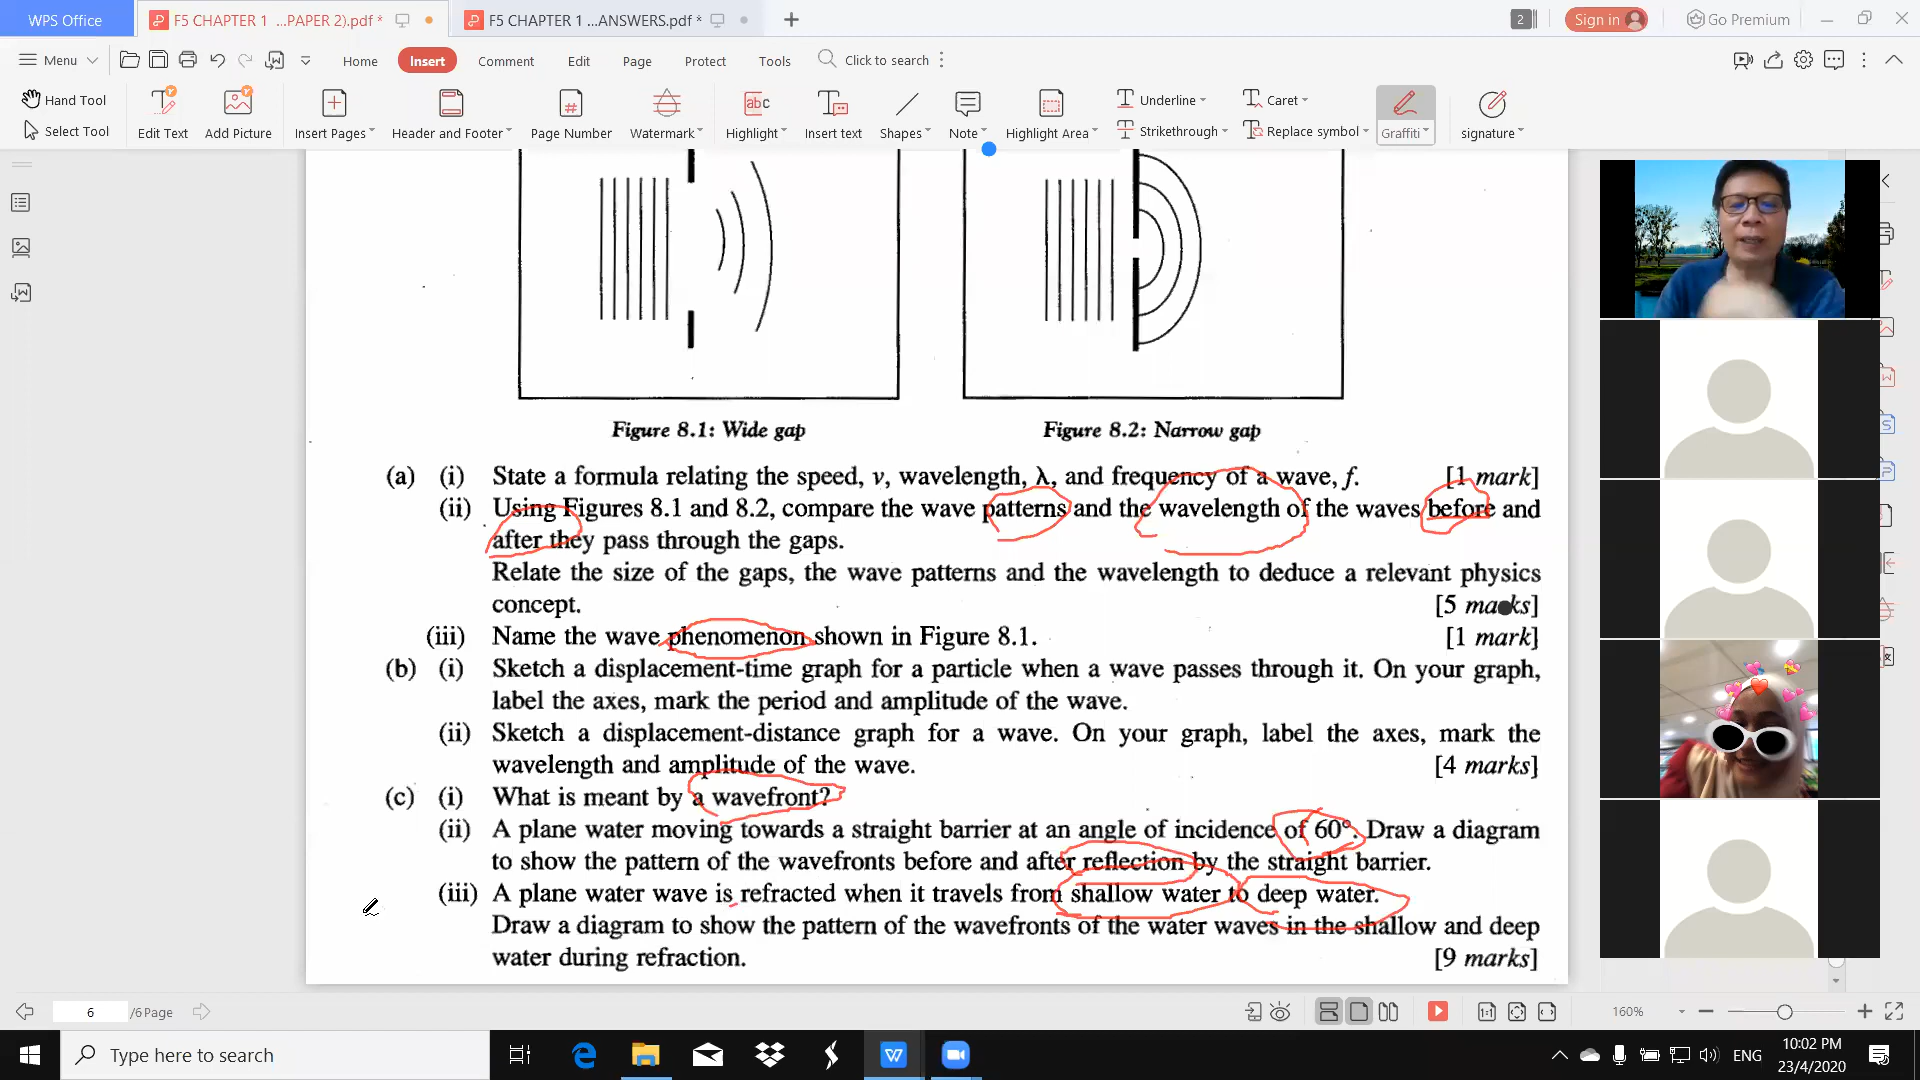 WPS Office
F5 CHAPTER 1 ...PAPER 2).pdf *
F5 CHAPTER 1 ...ANSWERS.pdf *
2
Sign in
Go Premium
Menu
Home
Insert
Comment
Edit
Page
Protect
Tools
Click to search
Hand Tool
Select Tool
Edit Text
Add Picture
Insert Pages
Header and Footer
Page Number
Watermark
Highlight
Insert text
Shapes
Note
Highlight Area
Underline
Strikethrough
Caret
Replace symbol
Graffiti
signature
Figure 8.1: Wide gap
Figure 8.2: Narrow gap
(a) (i) State a formula relating the speed, v, wavelength, λ, and frequency of a wave, f. [1 mark]
(ii) Using Figures 8.1 and 8.2, compare the wave patterns and the wavelength of the waves before and
after they pass through the gaps.
Relate the size of the gaps, the wave patterns and the wavelength to deduce a relevant physics
concept. [5 marks]
(iii) Name the wave phenomenon shown in Figure 8.1. [1 mark]
(b) (i) Sketch a displacement-time graph for a particle when a wave passes through it. On your graph,
label the axes, mark the period and amplitude of the wave.
(ii) Sketch a displacement-distance graph for a wave. On your graph, label the axes, mark the
wavelength and amplitude of the wave. [4 marks]
(c) (i) What is meant by a wavefront?
(ii) A plane water moving towards a straight barrier at an angle of incidence of 60°. Draw a diagram
to show the pattern of the wavefronts before and after reflection by the straight barrier.
(iii) A plane water wave is refracted when it travels from shallow water to deep water.
Draw a diagram to show the pattern of the wavefronts of the water waves in the shallow and deep
water during refraction. [9 marks]
6 /6 Page
160%
Type here to search
ENG
10:02 PM
23/4/2020